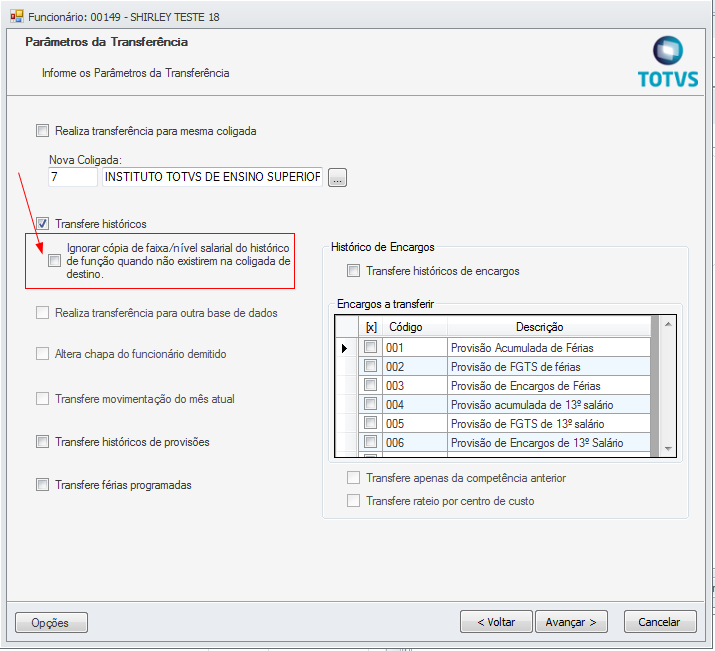 Funcionário: 00149 - SHIRLEY TESTE 18
Parâmetros da Transferência
Informe os Parâmetros da Transferência
TOTVS
Realiza transferência para mesma coligada
Nova Coligada:
7 INSTITUTO TOTVS DE ENSINO SUPERIOR ...
Transfere históricos
Ignorar cópia de faixa/nível salarial do histórico
de função quando não existirem na coligada de
destino.
Realiza transferência para outra base de dados
Altera chapa do funcionário demitido
Transfere movimentação do mês atual
Transfere históricos de provisões
Transfere férias programadas
Histórico de Encargos
Transfere históricos de encargos
Encargos a transferir
[x] Código Descrição
001 Provisão Acumulada de Férias
002 Provisão de FGTS de férias
003 Provisão de Encargos de Férias
004 Provisão acumulada de 13º salário
005 Provisão de FGTS de 13º salário
006 Provisão de Encargos de 13º Salário
Transfere apenas da competência anterior
Transfere rateio por centro de custo
Opções
< Voltar
Avançar >
Cancelar